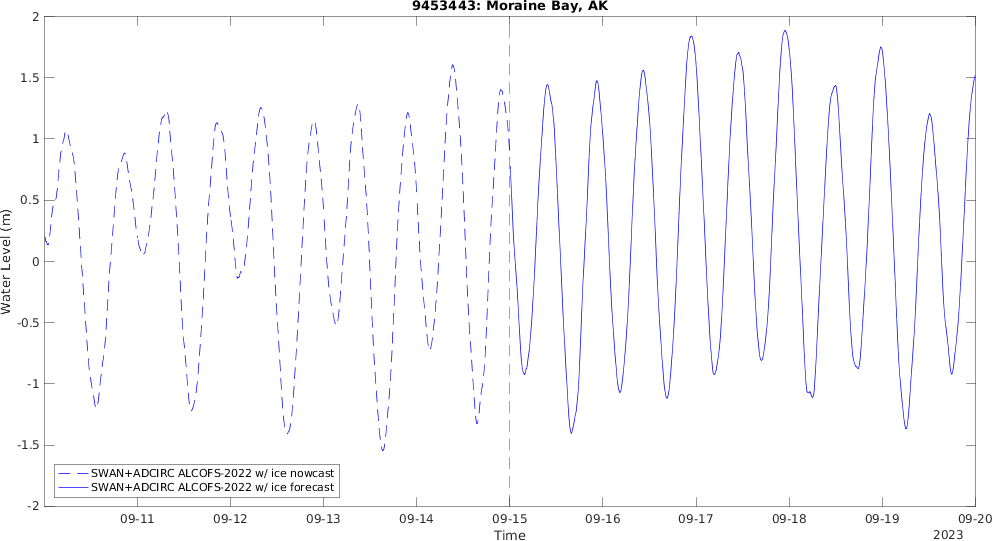 9453443: Moraine Bay, AK
2
1.5
1
0.5
0
-0.5
-1
-1.5
-2
Water Level (m)
SWAN+ADCIRC ALCOFS-2022 w/ ice nowcast
SWAN+ADCIRC ALCOFS-2022 w/ ice forecast
09-11 09-12 09-13 09-14 09-15 09-16 09-17 09-18 09-19 09-20
Time
2023